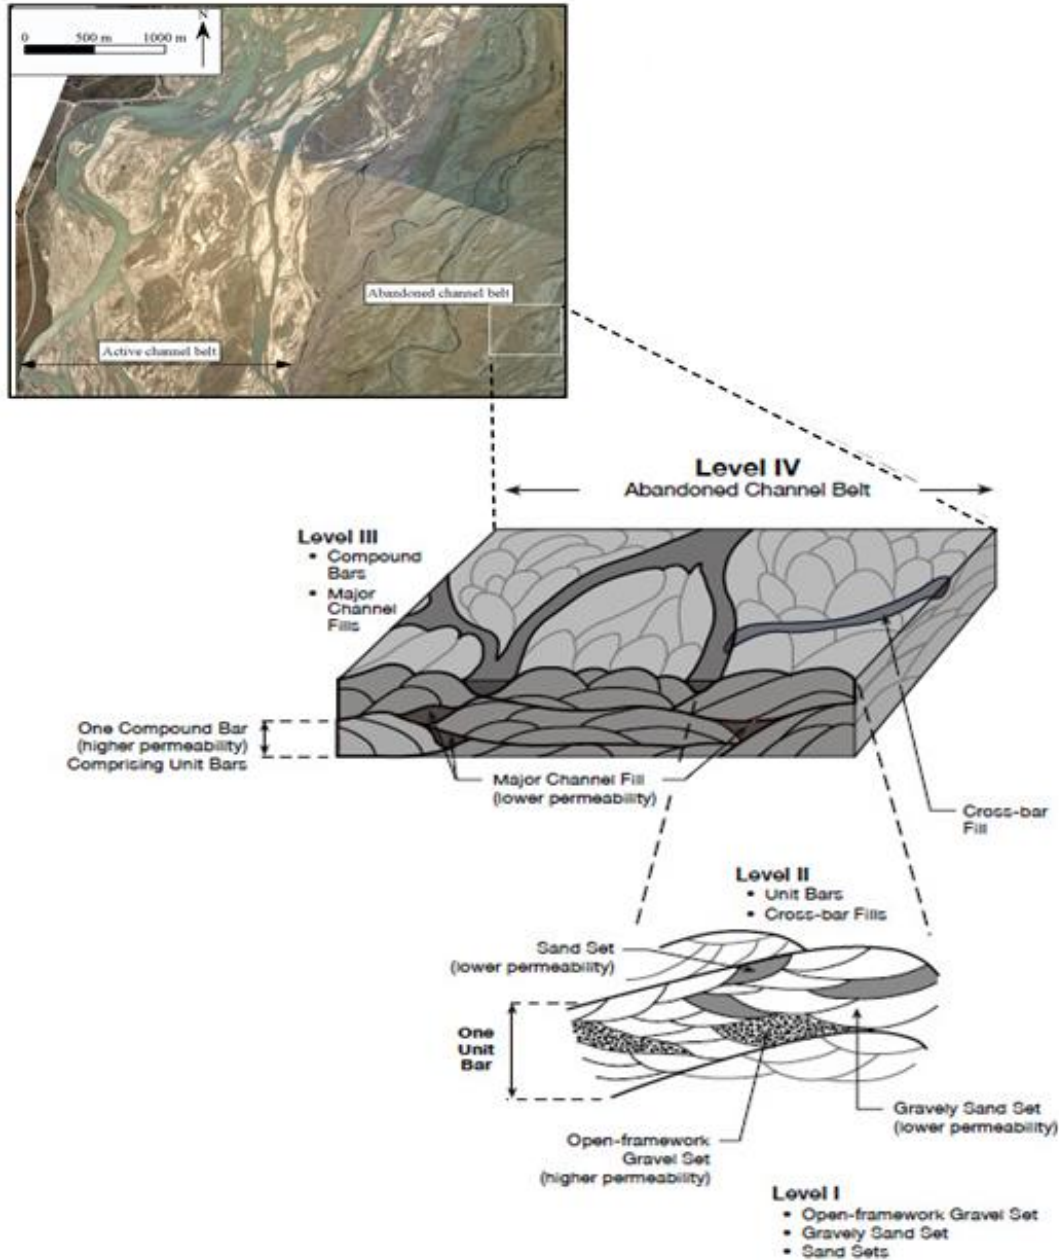 0 500 m 1000 m
N
Abandoned channel belt
Active channel belt
Level IV
Abandoned Channel Belt
Level III
• Compound
Bars
• Major
Channel
Fills
One Compound Bar
(higher permeability)
Comprising Unit Bars
Major Channel Fill
(lower permeability)
Cross-bar
Fill
Level II
• Unit Bars
• Cross-bar Fills
Sand Set
(lower permeability)
One
Unit
Bar
Gravely Sand Set
(lower permeability)
Open-framework
Gravel Set
(higher permeability)
Level I
• Open-framework Gravel Set
• Gravely Sand Set
• Sand Sets